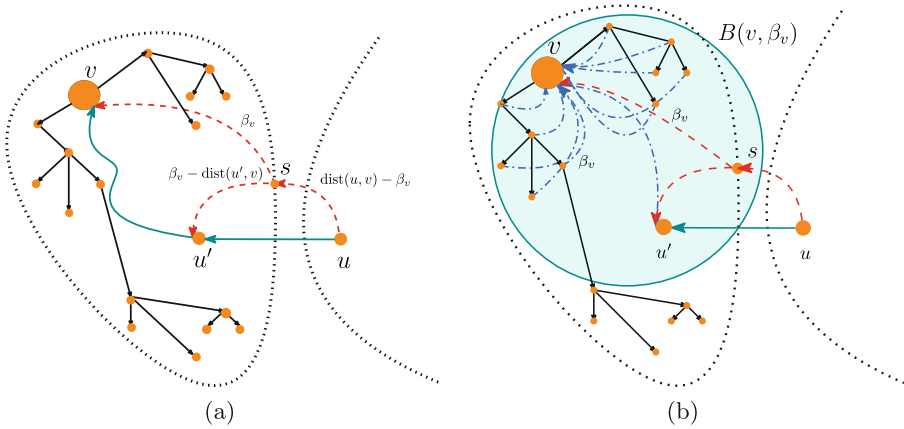 v
β_v
β_v − dist(u′, v)
s
dist(u, v) − β_v
u′
u
(a)
B(v, β_v)
v
β_v
s
β_v
u′
u
(b)